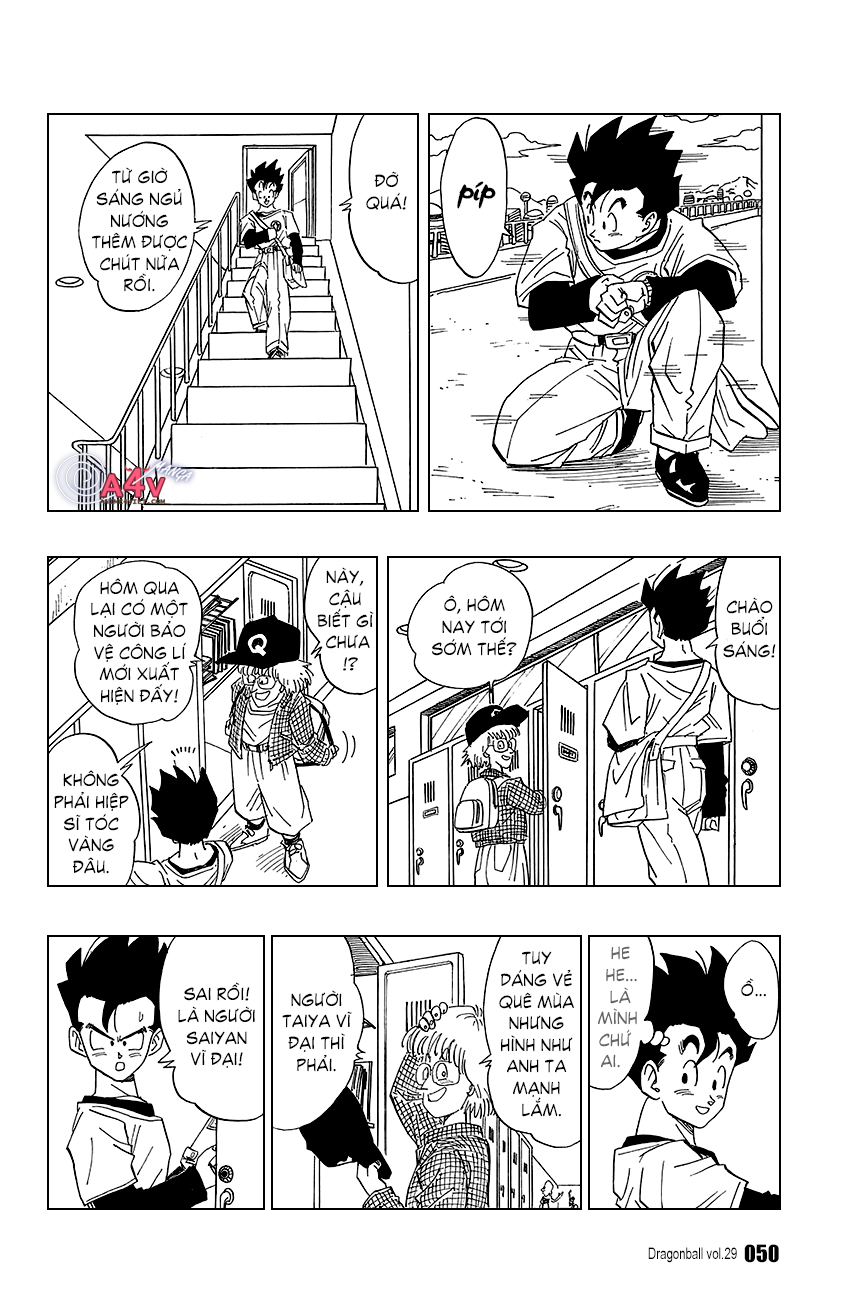 píp
ĐỠ
QUÁ!
TỪ GIỜ
SÁNG NGỦ
NƯỚNG
THÊM ĐƯỢC
CHÚT NỮA
RỒI.
MANGA
A4V
CHÀO
BUỔI
SÁNG!
Ô, HÔM
NAY TỚI
SỚM THẾ?
NÀY,
CẬU
BIẾT GÌ
CHƯA
!?
HÔM QUA
LẠI CÓ MỘT
NGƯỜI BẢO
VỆ CÔNG LÍ
MỚI XUẤT
HIỆN ĐẤY!
Q
KHÔNG
PHẢI HIỆP
SĨ TÓC
VÀNG
ĐÂU.
Ồ...
HE
HE...
LÀ
MÌNH
CHỨ
AI.
TUY
DÁNG VẺ
QUÊ MÙA
NHƯNG
HÌNH NHƯ
ANH TA
MẠNH
LẮM.
NGƯỜI
TAIYA VĨ
ĐẠI THÌ
PHẢI.
SAI RỒI!
LÀ NGƯỜI
SAIYAN
VĨ ĐẠI!
Dragonball vol.29 050